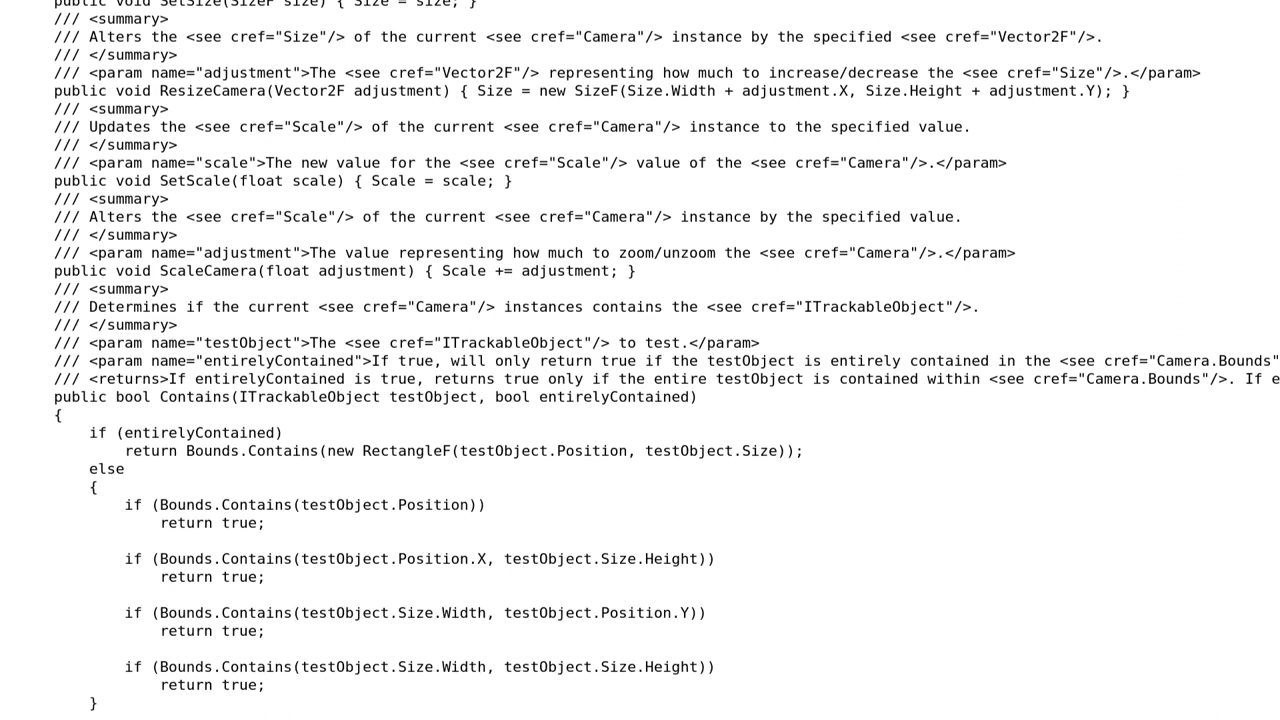 public void SetSize(SizeF size) { Size = size; }
/// <summary>
/// Alters the <see cref="Size"/> of the current <see cref="Camera"/> instance by the specified <see cref="Vector2F"/>.
/// </summary>
/// <param name="adjustment">The <see cref="Vector2F"/> representing how much to increase/decrease the <see cref="Size"/>.</param>
public void ResizeCamera(Vector2F adjustment) { Size = new SizeF(Size.Width + adjustment.X, Size.Height + adjustment.Y); }
/// <summary>
/// Updates the <see cref="Scale"/> of the current <see cref="Camera"/> instance to the specified value.
/// </summary>
/// <param name="scale">The new value for the <see cref="Scale"/> value of the <see cref="Camera"/>.</param>
public void SetScale(float scale) { Scale = scale; }
/// <summary>
/// Alters the <see cref="Scale"/> of the current <see cref="Camera"/> instance by the specified value.
/// </summary>
/// <param name="adjustment">The value representing how much to zoom/unzoom the <see cref="Camera"/>.</param>
public void ScaleCamera(float adjustment) { Scale += adjustment; }
/// <summary>
/// Determines if the current <see cref="Camera"/> instances contains the <see cref="ITrackableObject"/>.
/// </summary>
/// <param name="testObject">The <see cref="ITrackableObject"/> to test.</param>
/// <param name="entirelyContained">If true, will only return true if the testObject is entirely contained in the <see cref="Camera.Bounds"
/// <returns>If entirelyContained is true, returns true only if the entire testObject is contained within <see cref="Camera.Bounds"/>. If e
public bool Contains(ITrackableObject testObject, bool entirelyContained)
{
if (entirelyContained)
return Bounds.Contains(new RectangleF(testObject.Position, testObject.Size));
else
{
if (Bounds.Contains(testObject.Position))
return true;
if (Bounds.Contains(testObject.Position.X, testObject.Size.Height))
return true;
if (Bounds.Contains(testObject.Size.Width, testObject.Position.Y))
return true;
if (Bounds.Contains(testObject.Size.Width, testObject.Size.Height))
return true;
}